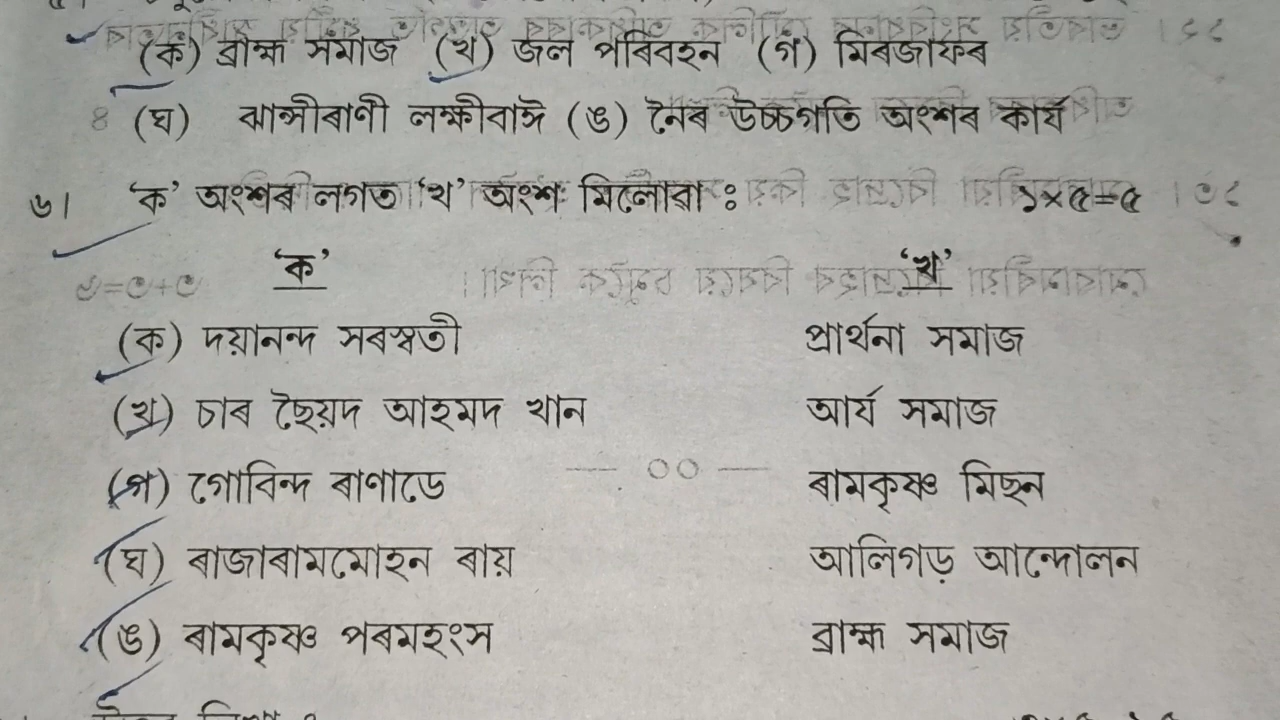 (ক) ব্ৰাহ্ম সমাজ (খ) জল পৰিবহন (গ) মিৰজাফৰ
(ঘ) ঝান্সীৰাণী লক্ষীবাঈ (ঙ) নৈৰ উচ্চগতি অংশৰ কাৰ্য
৬। ‘ক’ অংশৰ লগত ‘খ’ অংশ মিলোৱা ঃ ১×৫=৫
‘ক’ ‘খ’
(ক) দয়ানন্দ সৰস্বতী প্ৰাৰ্থনা সমাজ
(খ) চাৰ ছৈয়দ আহমদ খান আৰ্য সমাজ
(গ) গোবিন্দ ৰাণাডে ৰামকৃষ্ণ মিছন
(ঘ) ৰাজাৰামমোহন ৰায় আলিগড় আন্দোলন
(ঙ) ৰামকৃষ্ণ পৰমহংস ব্ৰাহ্ম সমাজ